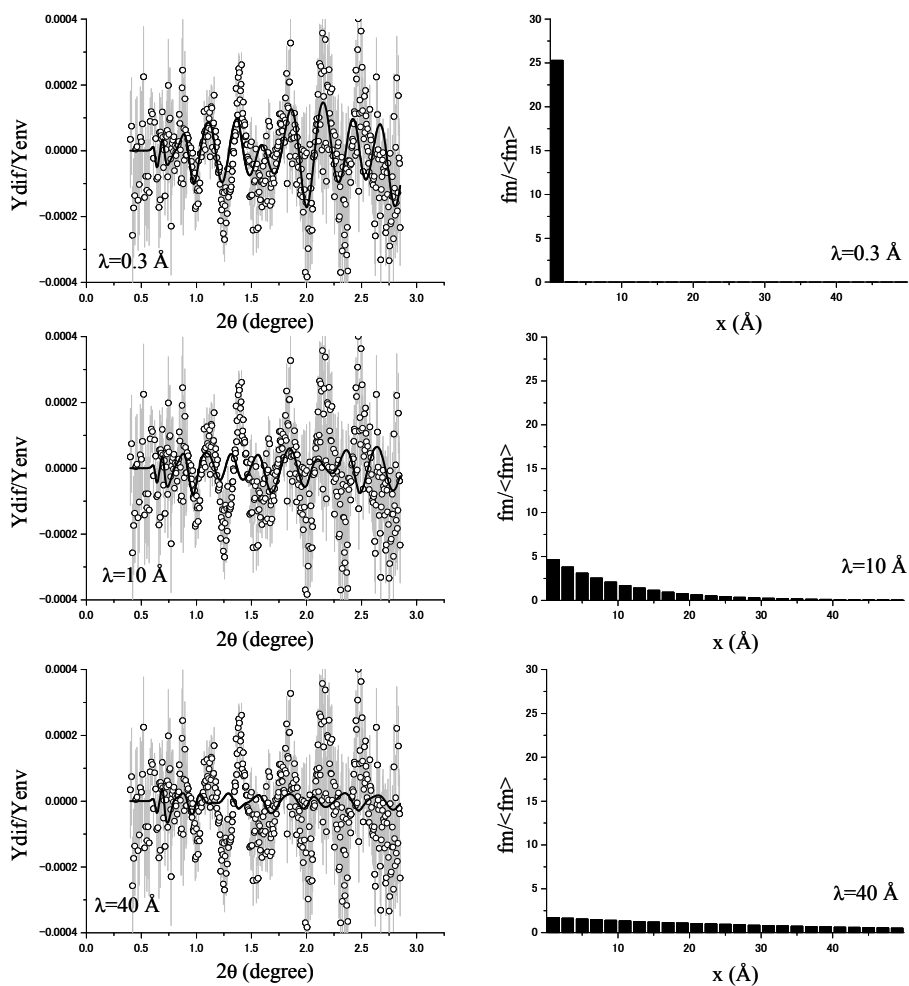 0.0004
0.0002
0.0000
−0.0002
−0.0004
Ydif/Yenv
λ=0.3 Å
0.0 0.5 1.0 1.5 2.0 2.5 3.0
2θ (degree)
30
25
20
15
10
5
0
fm/<fm>
λ=0.3 Å
10 20 30 40
x (Å)
0.0004
0.0002
0.0000
−0.0002
−0.0004
Ydif/Yenv
λ=10 Å
0.0 0.5 1.0 1.5 2.0 2.5 3.0
2θ (degree)
30
25
20
15
10
5
0
fm/<fm>
λ=10 Å
10 20 30 40
x (Å)
0.0004
0.0002
0.0000
−0.0002
−0.0004
Ydif/Yenv
λ=40 Å
0.0 0.5 1.0 1.5 2.0 2.5 3.0
2θ (degree)
30
25
20
15
10
5
0
fm/<fm>
λ=40 Å
10 20 30 40
x (Å)